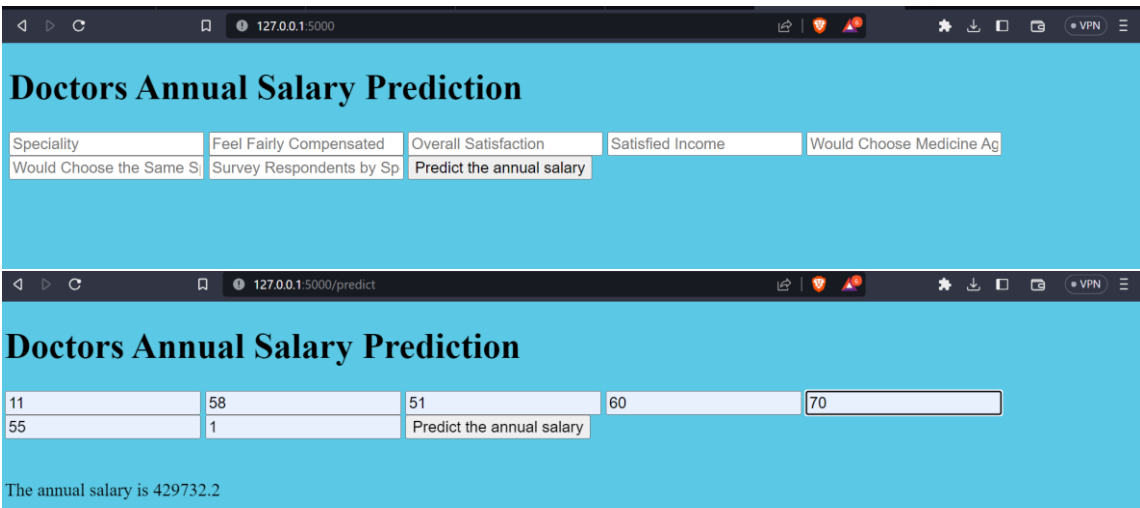 127.0.0.1:5000
VPN
Doctors Annual Salary Prediction
Speciality Feel Fairly Compensated Overall Satisfaction Satisfied Income Would Choose Medicine Ag
Would Choose the Same S Survey Respondents by Sp Predict the annual salary
127.0.0.1:5000/predict
VPN
Doctors Annual Salary Prediction
11 58 51 60 70
55 1 Predict the annual salary
The annual salary is 429732.2